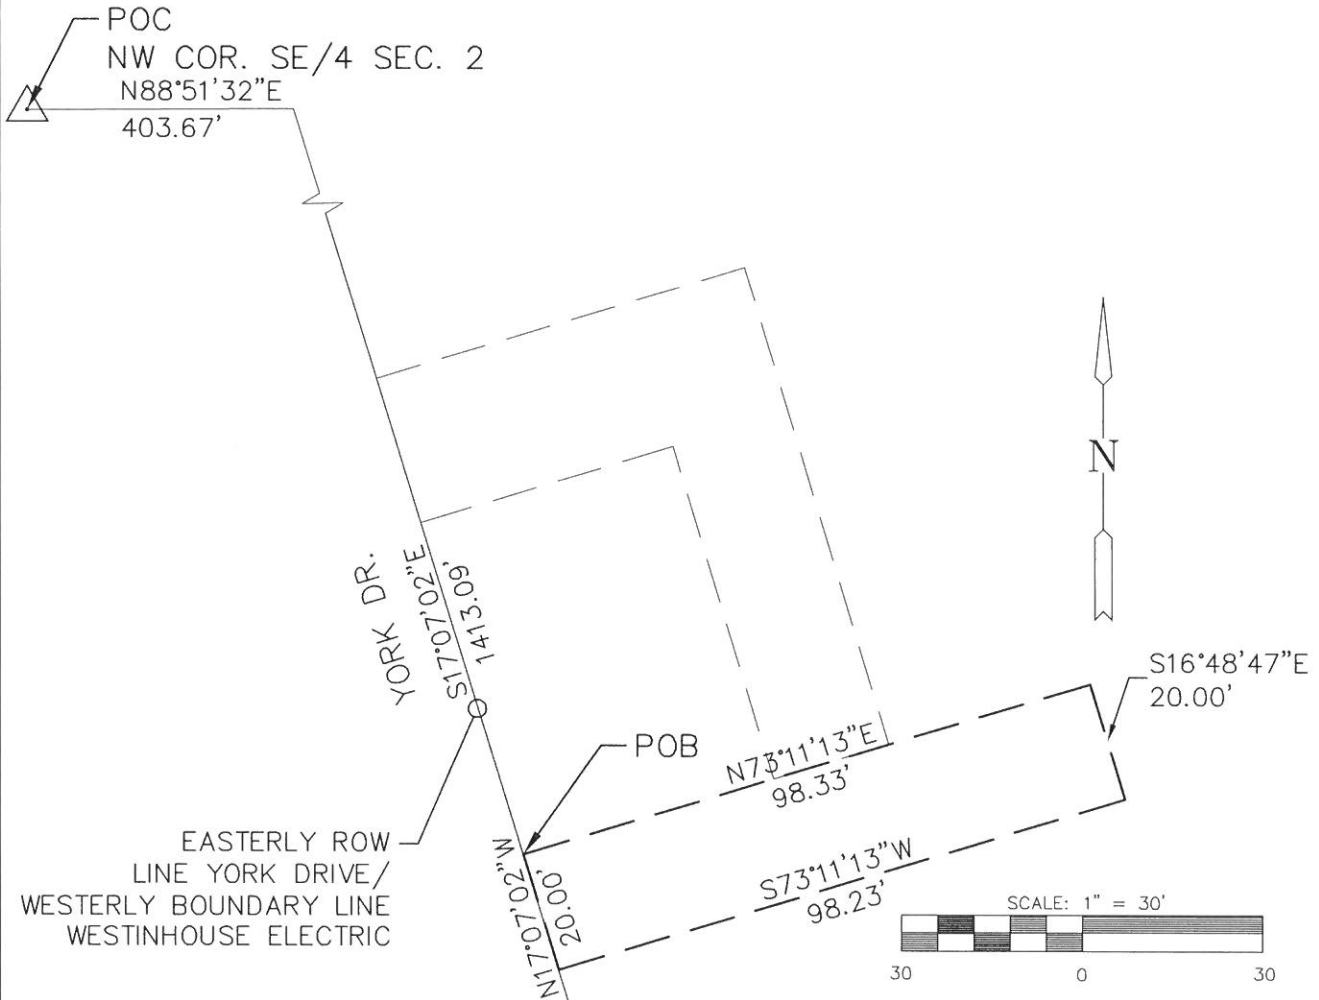 POC
NW COR. SE/4 SEC. 2
N88°51'32"E
403.67'
YORK DR.
S17°07'02"E
1413.09'
N
S16°48'47"E
20.00'
POB
N73°11'13"E
98.33'
EASTERLY ROW
LINE YORK DRIVE/
WESTERLY BOUNDARY LINE
WESTINHOUSE ELECTRIC
N17°07'02"W
20.00'
S73°11'13"W
98.23'
SCALE: 1" = 30'
30 0 30